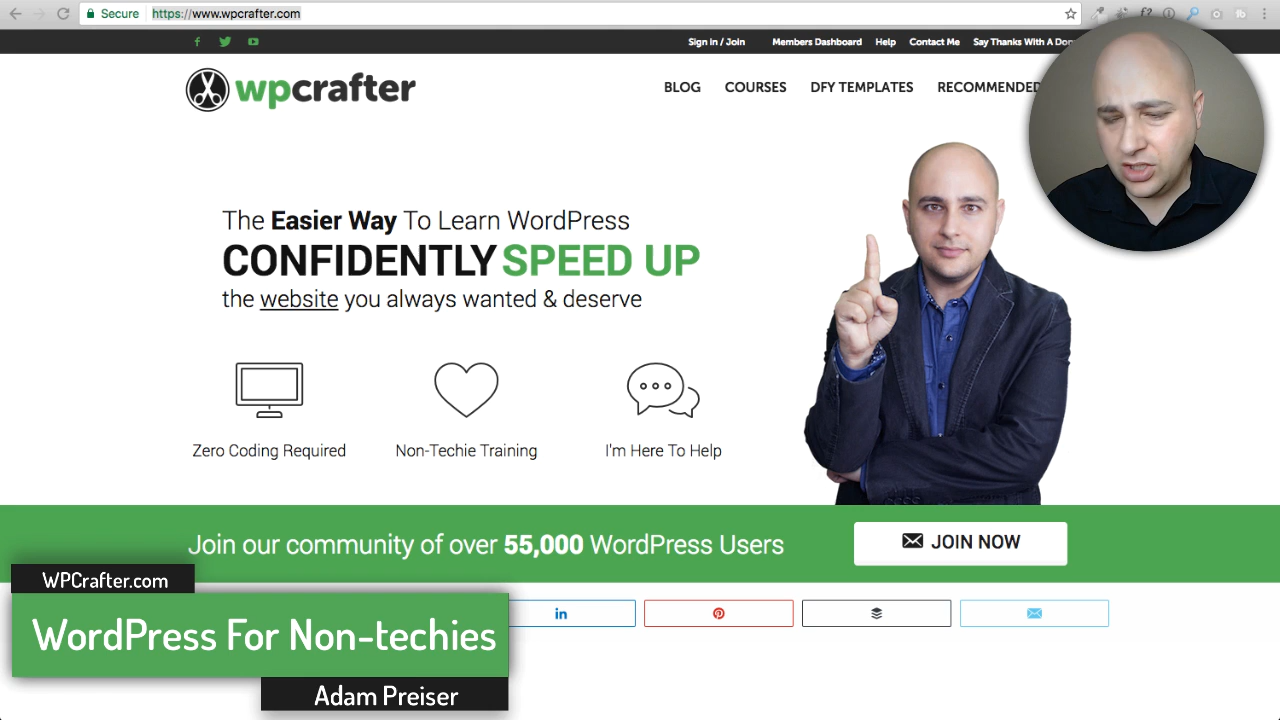 Secure https://www.wpcrafter.com
Sign in / Join Members Dashboard Help Contact Me Say Thanks With A
wpcrafter
BLOG COURSES DFY TEMPLATES RECOMMENDED
The Easier Way To Learn WordPress
CONFIDENTLY SPEED UP
the website you always wanted & deserve
Zero Coding Required Non-Techie Training I'm Here To Help
Join our community of over 55,000 WordPress Users
JOIN NOW
WPCrafter.com
WordPress For Non-techies
Adam Preiser